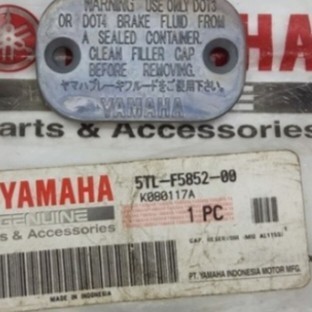 WARNING. USE ONLY DOT3
OR DOT4 BRAKE FLUID FROM
A SEALED CONTAINER.
CLEAN FILLER CAP
BEFORE REMOVING.
ヤマハブレーキフルードをご使用下さい。
YAMAHA
YAMAHA
Parts & Accessories
YAMAHA
GENUINE
s & Accessories
5TL-F5852-00
K080117A
1 PC
PT. YAMAHA INDONESIA MOTOR MFG.
MADE IN INDONESIA